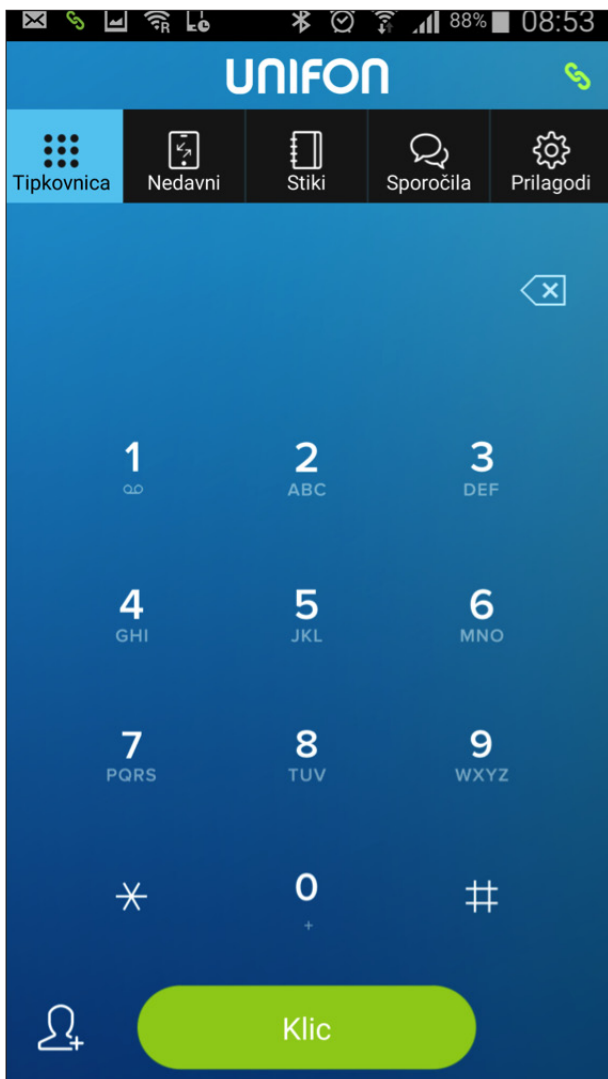 88% 08:53
UNIFON
Tipkovnica Nedavni Stiki Sporočila Prilagodi
1 2 3
ABC DEF
4 5 6
GHI JKL MNO
7 8 9
PQRS TUV WXYZ
* 0 #
+
Klic